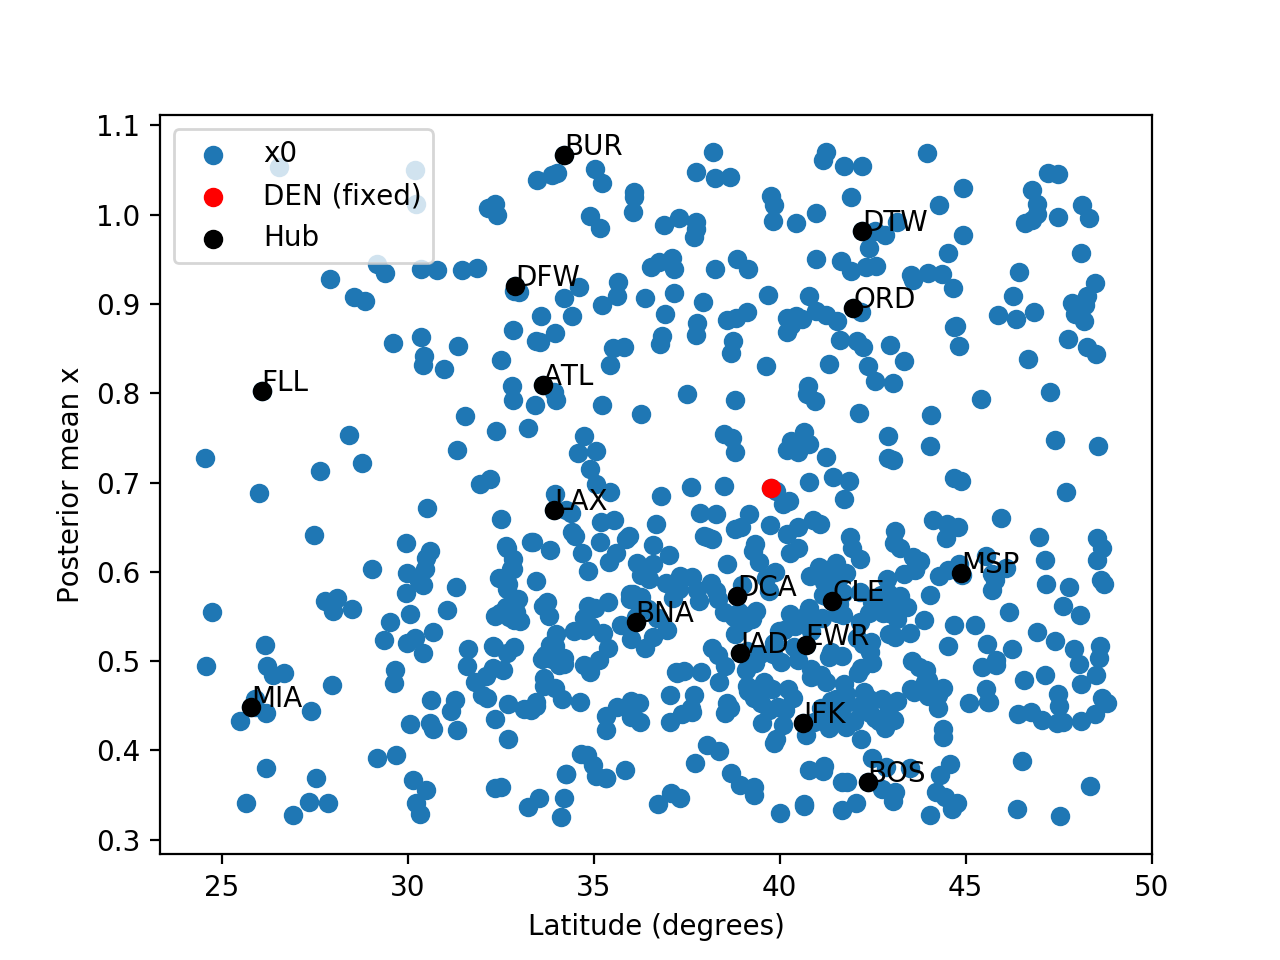 1.1
1.0
0.9
0.8
0.7
0.6
0.5
0.4
0.3
Posterior mean x
x0
DEN (fixed)
Hub
BUR
DTW
DFW
ORD
FLL
ATL
LAX
MSP
DCA
CLE
BNA
EWR
IAD
MIA
JFK
BOS
25
30
35
40
45
50
Latitude (degrees)